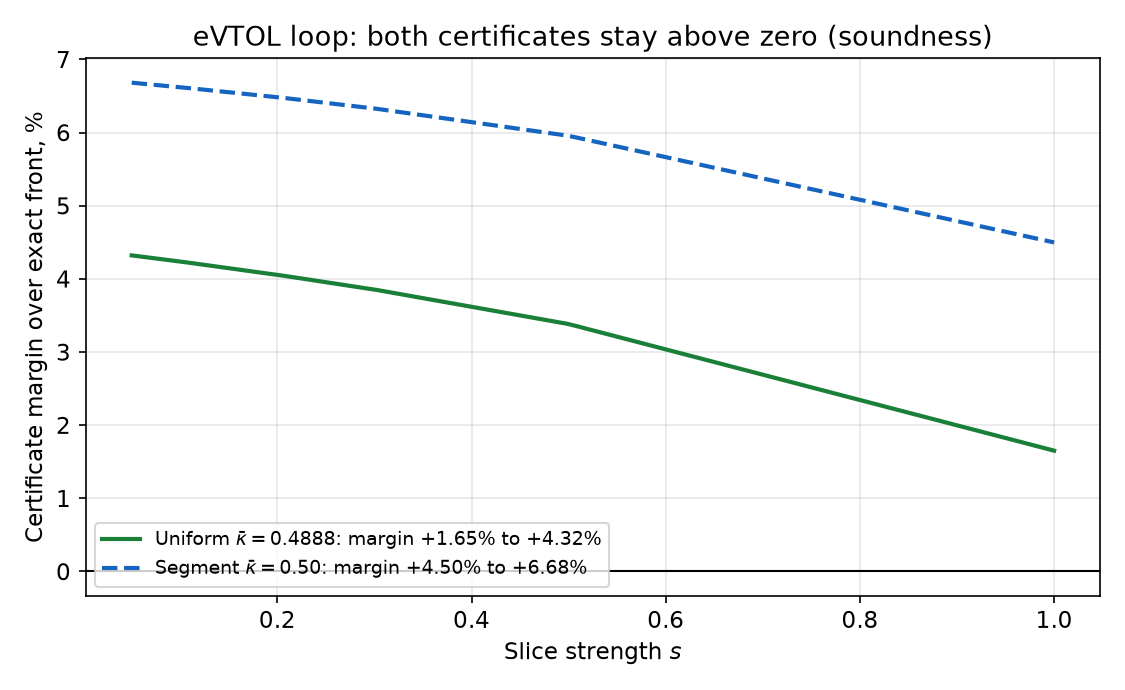 eVTOL loop: both certificates stay above zero (soundness)
Certificate margin over exact front, %
7
6
5
4
3
2
1
0
Uniform κ̄ = 0.4888: margin +1.65% to +4.32%
Segment κ̄ = 0.50: margin +4.50% to +6.68%
0.2 0.4 0.6 0.8 1.0
Slice strength s